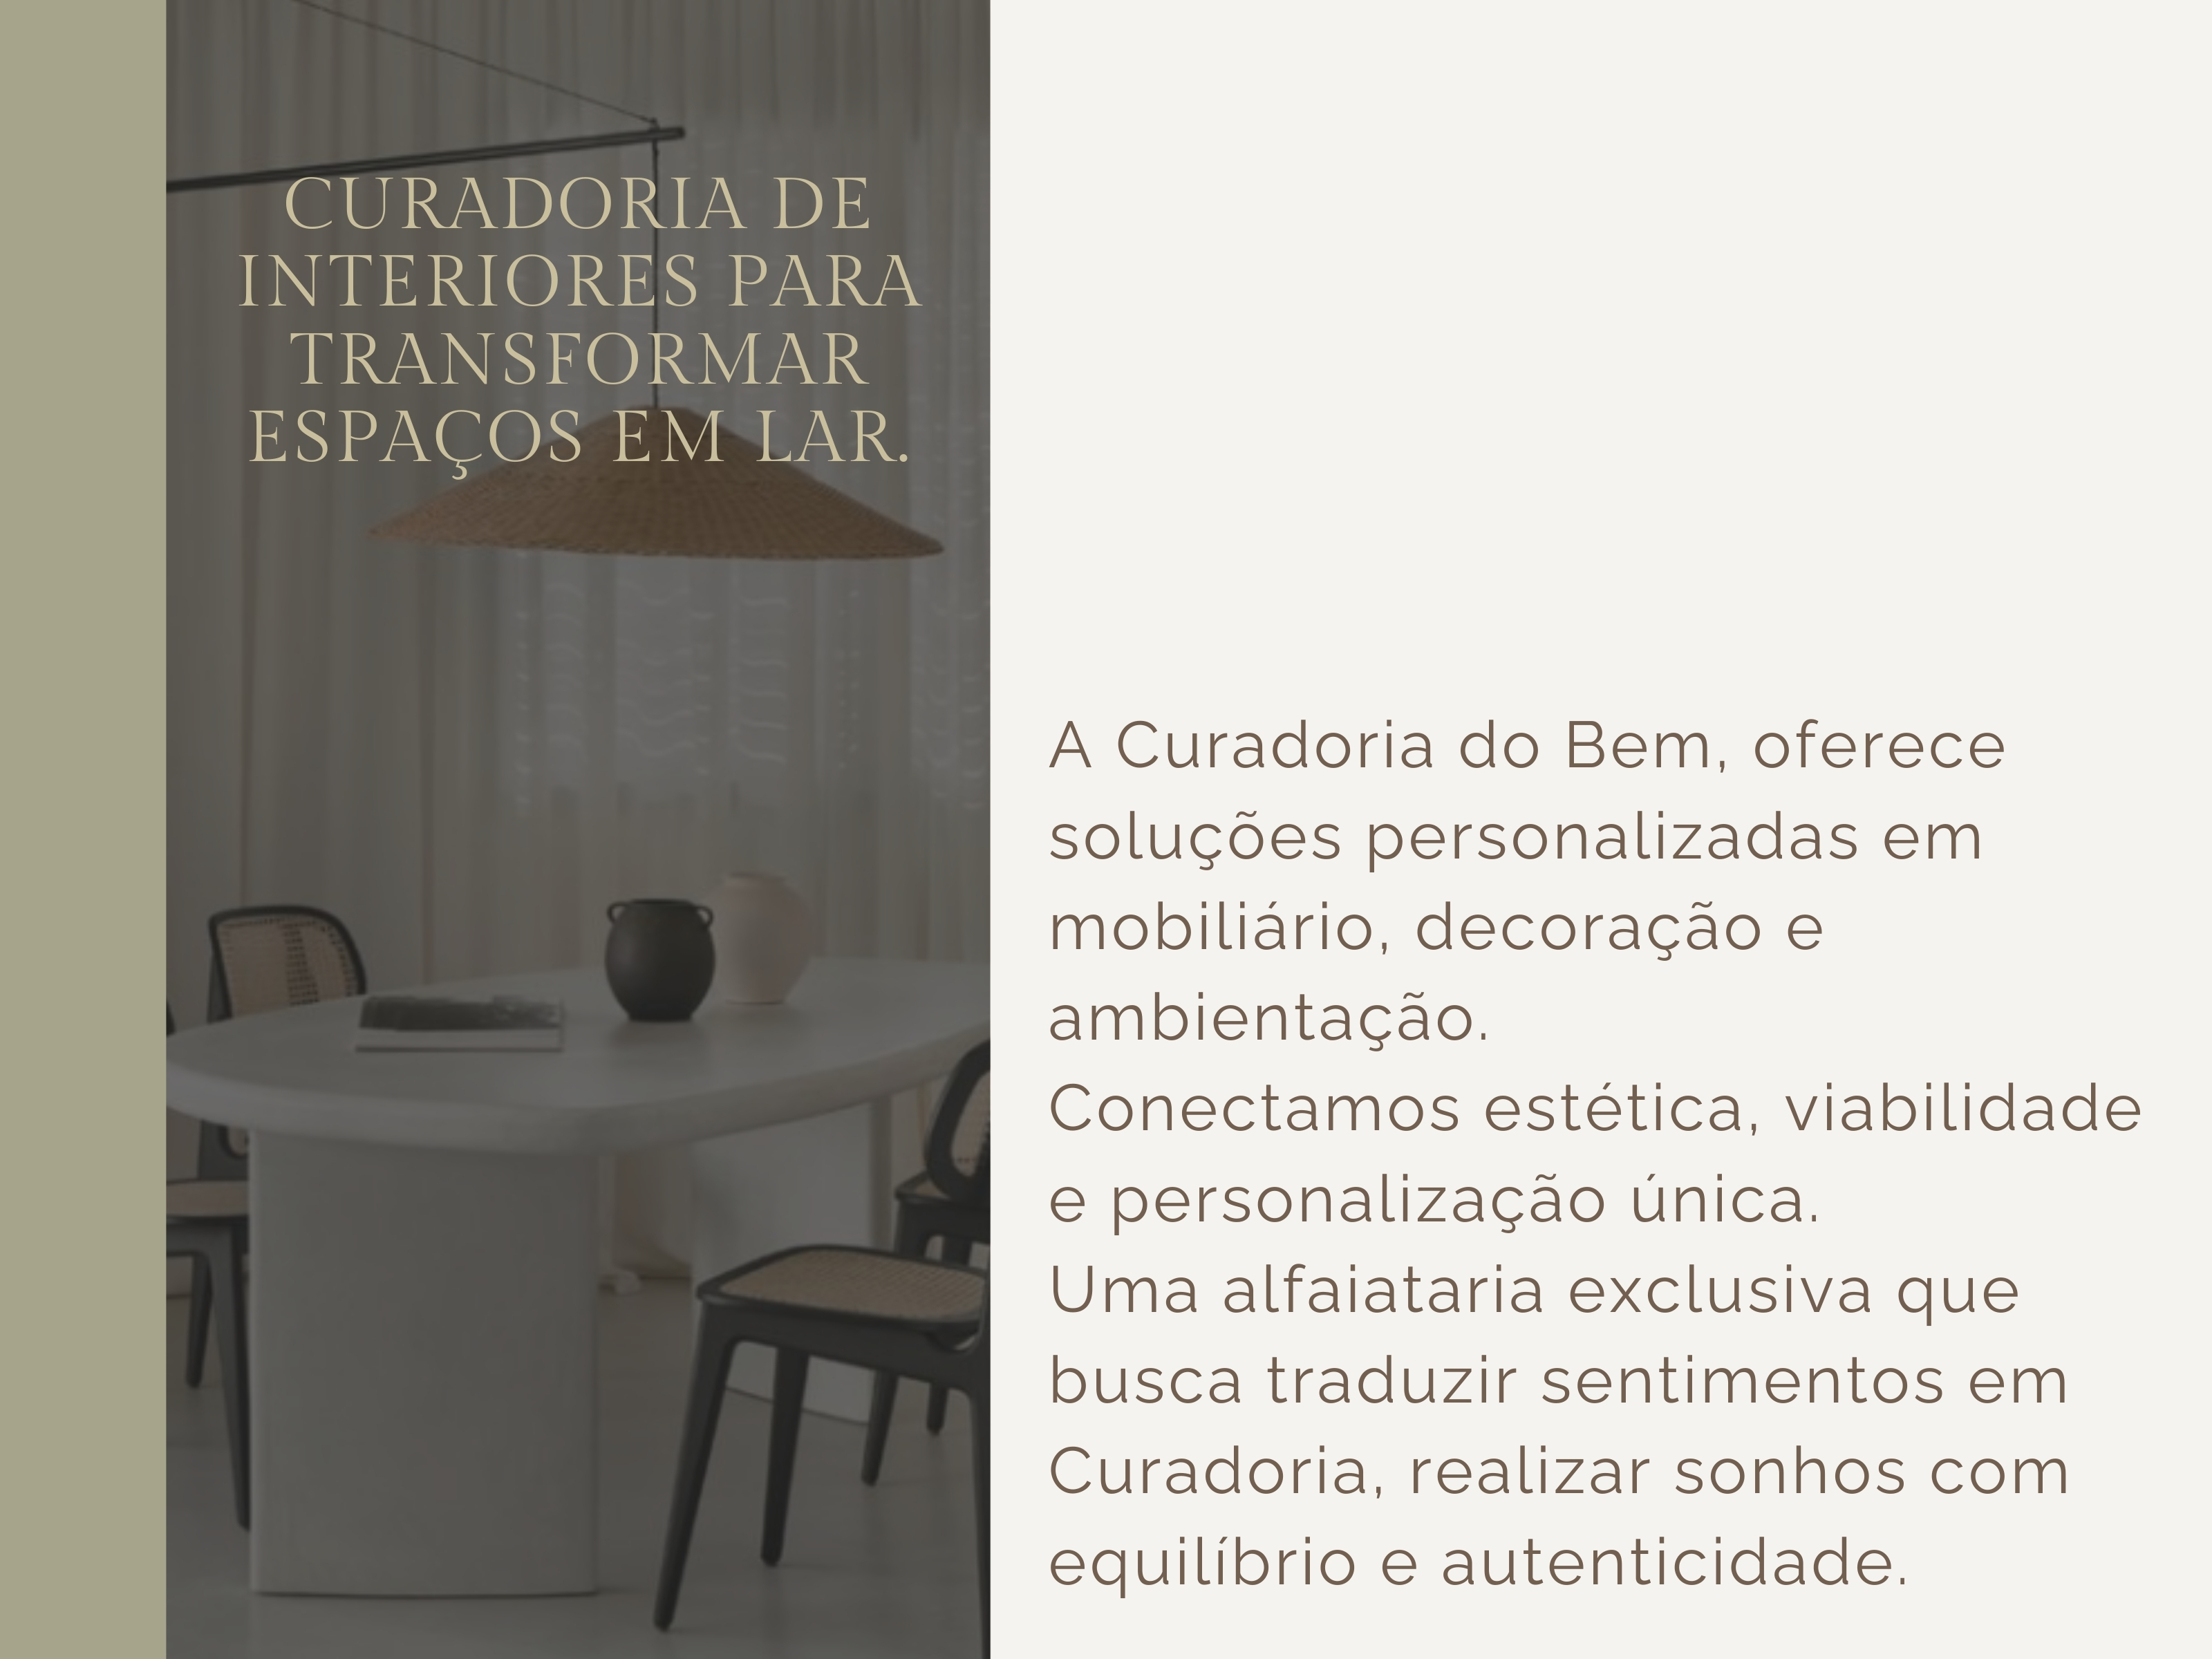 CURADORIA DE
INTERIORES PARA
TRANSFORMAR
ESPAÇOS EM LAR.
A Curadoria do Bem, oferece
soluções personalizadas em
mobiliário, decoração e
ambientação.
Conectamos estética, viabilidade
e personalização única.
Uma alfaiataria exclusiva que
busca traduzir sentimentos em
Curadoria, realizar sonhos com
equilíbrio e autenticidade.